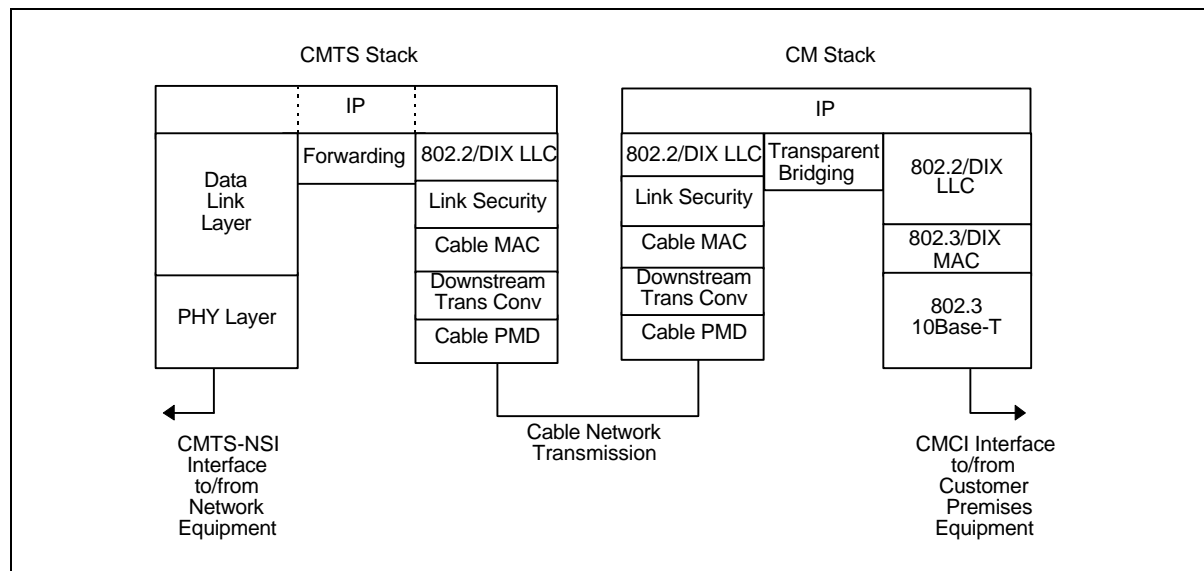 CMTS Stack
IP
Data
Link
Layer
PHY Layer
Forwarding
802.2/DIX LLC
Link Security
Cable MAC
Downstream
Trans Conv
Cable PMD
CMTS-NSI
Interface
to/from
Network
Equipment
Cable Network
Transmission
CM Stack
IP
802.2/DIX LLC
Link Security
Cable MAC
Downstream
Trans Conv
Cable PMD
Transparent
Bridging
802.2/DIX
LLC
802.3/DIX
MAC
802.3
10Base-T
CMCI Interface
to/from
Customer
Premises
Equipment